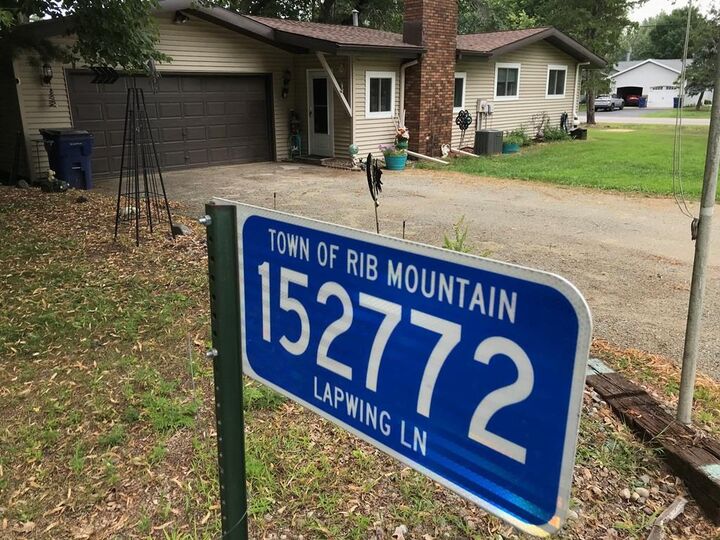 TOWN OF RIB MOUNTAIN
152772
LAPWING LN